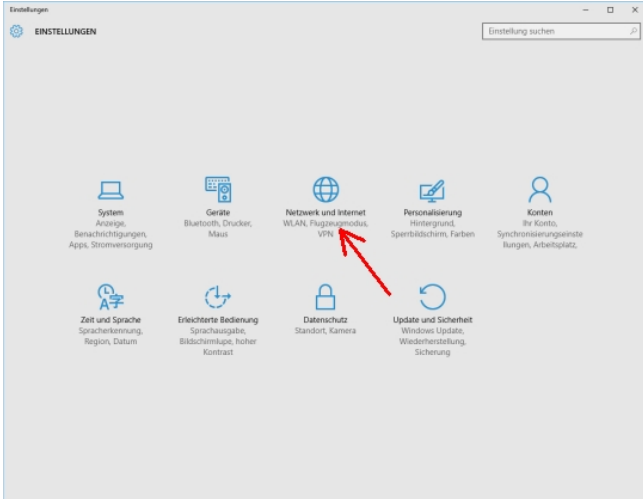 Einstellungen
EINSTELLUNGEN
Einstellung suchen
System
Anzeige,
Benachrichtigungen,
Apps, Stromversorgung
Geräte
Bluetooth, Drucker,
Maus
Netzwerk und Internet
WLAN, Flugzeugmodus,
VPN
Personalisierung
Hintergrund,
Sperrbildschirm, Farben
Konten
Ihr Konto,
Synchronisierungseinste
llungen, Arbeitsplatz,
Zeit und Sprache
Spracherkennung,
Region, Datum
Erleichterte Bedienung
Sprachausgabe,
Bildschirmlupe, hoher
Kontrast
Datenschutz
Standort, Kamera
Update und Sicherheit
Windows Update,
Wiederherstellung,
Sicherung